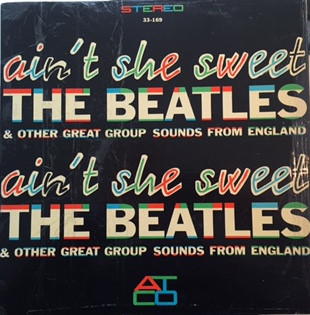 STEREO
33-169
ain't she sweet
THE BEATLES
& OTHER GREAT GROUP SOUNDS FROM ENGLAND
ain't she sweet
THE BEATLES
& OTHER GREAT GROUP SOUNDS FROM ENGLAND
ATCO